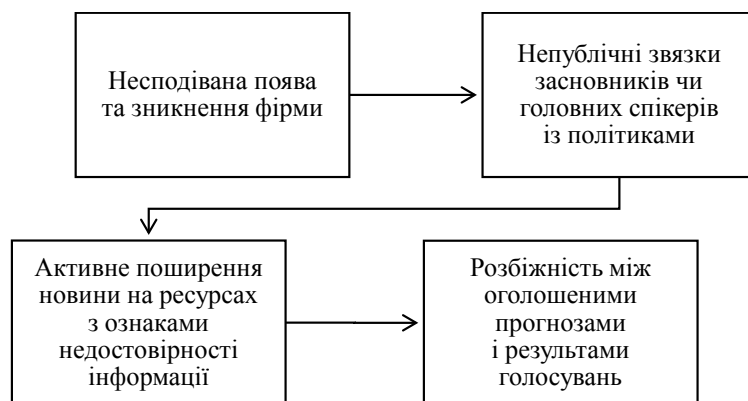 Несподівана поява
та зникнення фірми
Непублічні звязки
засновників чи
головних спікерів
із політиками
Активне поширення
новини на ресурсах
з ознаками
недостовірності
інформації
Розбіжність між
оголошеними
прогнозами
і результатами
голосувань